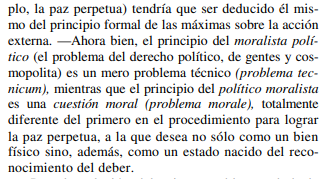 plo, la paz perpetua) tendría que ser deducido él mis-
mo del principio formal de las máximas sobre la acción
externa. —Ahora bien, el principio del moralista polí-
tico (el problema del derecho político, de gentes y cos-
mopolita) es un mero problema técnico (problema tec-
nicum), mientras que el principio del político moralista
es una cuestión moral (problema morale), totalmente
diferente del primero en el procedimiento para lograr
la paz perpetua, a la que desea no sólo como un bien
físico sino, además, como un estado nacido del reco-
nocimiento del deber.